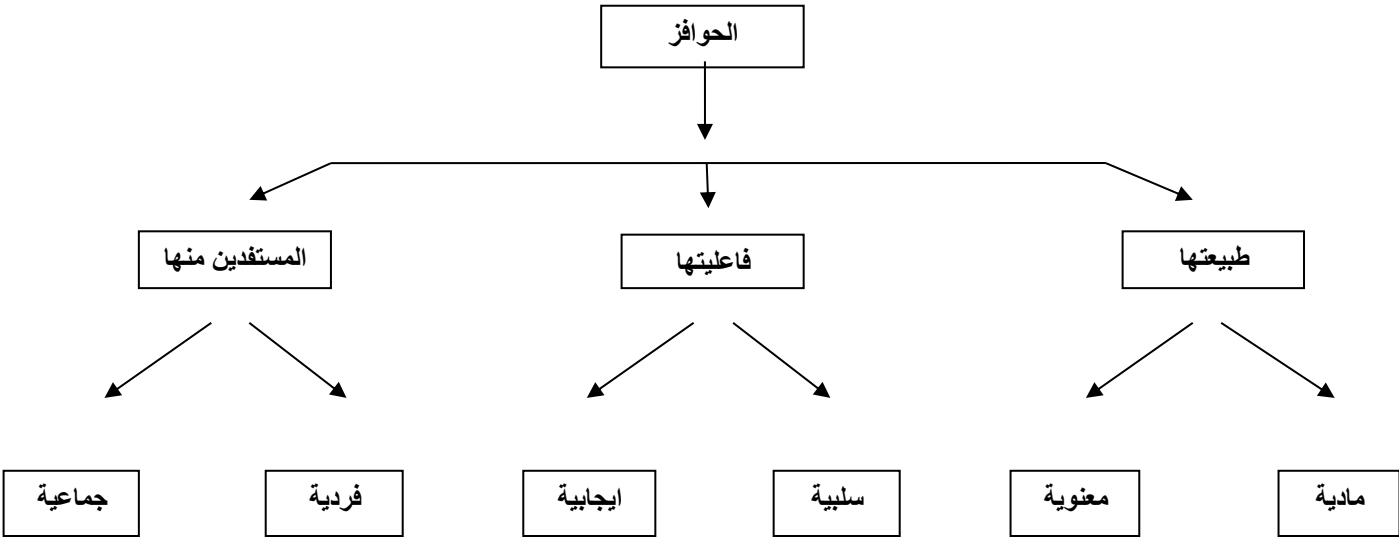 الحوافز
طبيعتها
فاعليتها
المستفدين منها
مادية
معنوية
سلبية
ايجابية
فردية
جماعية